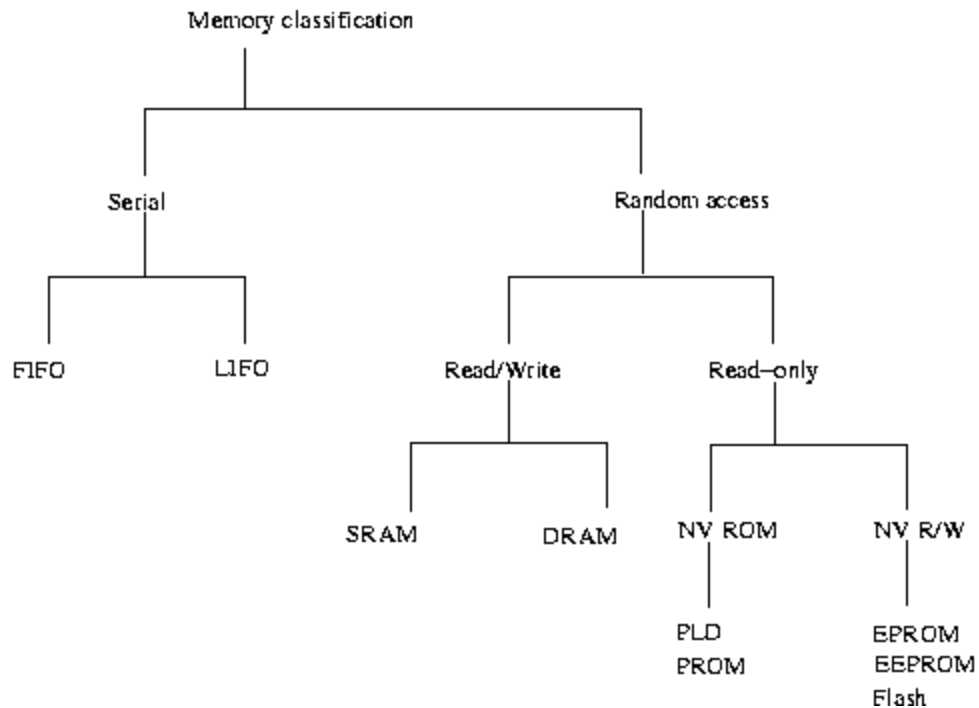 Memory classification
Serial
Random access
FIFO
LIFO
Read/Write
Read-only
SRAM
DRAM
NV ROM
NV R/W
PLD
PROM
EPROM
EEPROM
Flash